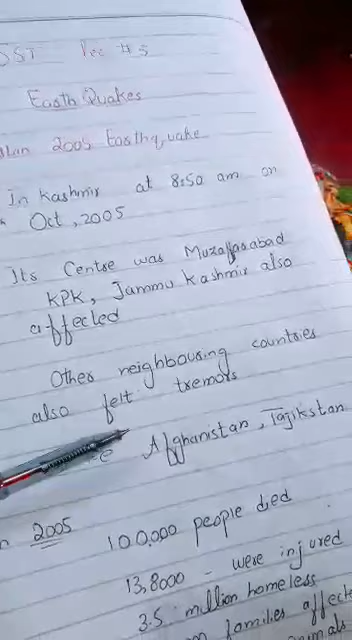 Lec # 5
Earth Quakes
2005 Earthquake
in Kashmir at 8:50 am on
Oct, 2005
Its Centre was Muzaffarabad
KPK, Jammu Kashmir also
affected
Other neighbouring countries
also felt tremors
Afghanistan, Tajikstan
2005
100,000 people died
13,8000 - were injured
3.5 million homeless
families affecte